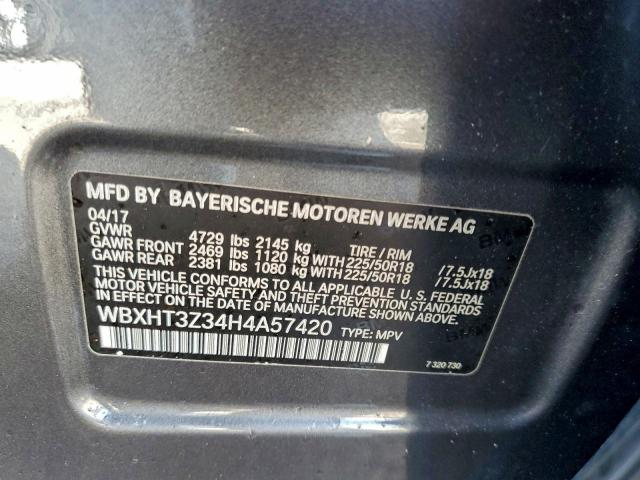 MFD BY BAYERISCHE MOTOREN WERKE AG
04/17
GVWR 4729 lbs 2145 kg TIRE / RIM
GAWR FRONT 2469 lbs 1120 kg WITH 225/50R18 / 7.5Jx18
GAWR REAR 2381 lbs 1080 kg WITH 225/50R18 / 7.5Jx18
THIS VEHICLE CONFORMS TO ALL APPLICABLE U.S. FEDERAL
MOTOR VEHICLE SAFETY AND THEFT PREVENTION STANDARDS
IN EFFECT ON THE DATE OF MANUFACTURE SHOWN ABOVE.
WBXHT3Z34H4A57420 TYPE: MPV
7 320 730